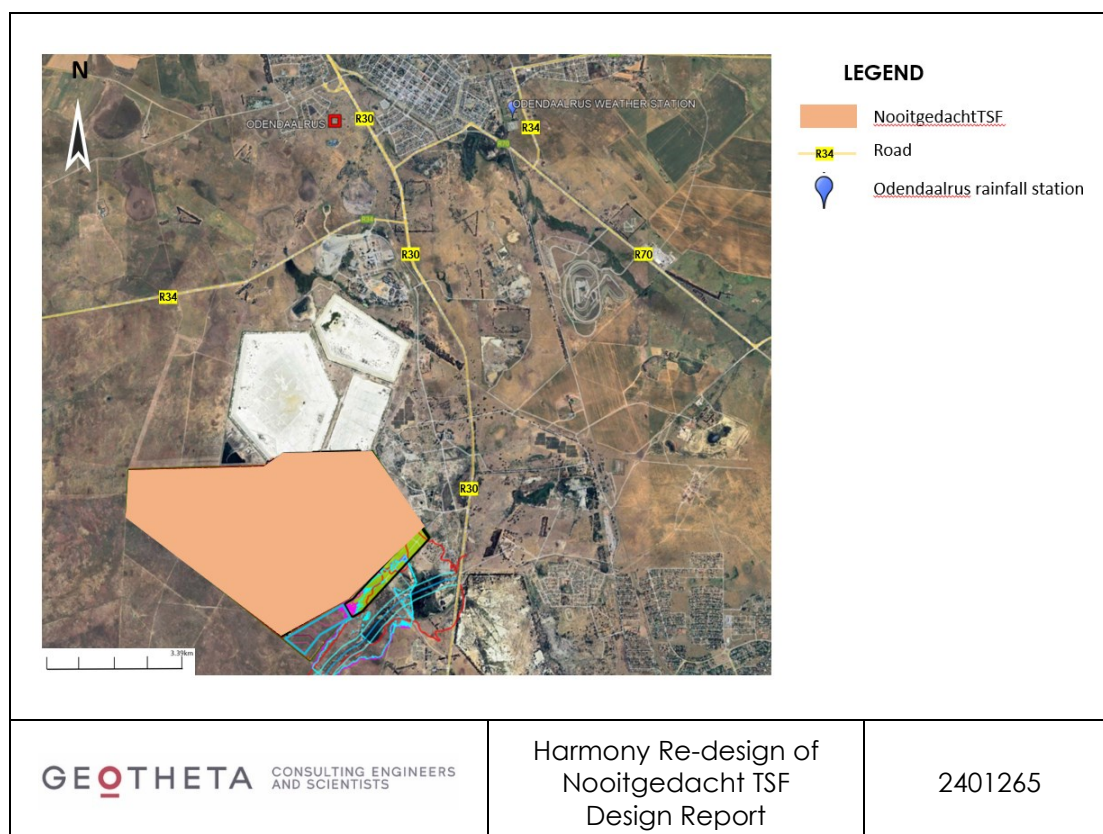 N
ODENDAALRUS WEATHER STATION
ODENDAALRUS
R30
R34
R30
R70
R34
R30
3.39km
LEGEND
NooitgedachtTSF
R34 Road
Odendaalrus rainfall station
GEOTHETA CONSULTING ENGINEERS
AND SCIENTISTS
Harmony Re-design of
Nooitgedacht TSF
Design Report
2401265